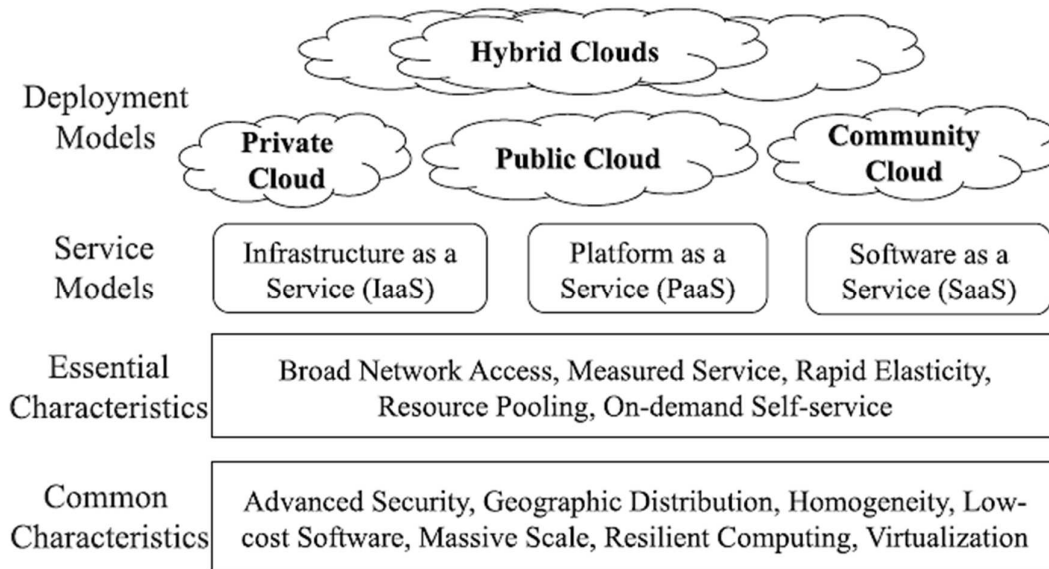 Hybrid Clouds
Deployment
Models
Private
Cloud
Public Cloud
Community
Cloud
Service
Models
Infrastructure as a
Service (IaaS)
Platform as a
Service (PaaS)
Software as a
Service (SaaS)
Essential
Characteristics
Broad Network Access, Measured Service, Rapid Elasticity,
Resource Pooling, On-demand Self-service
Common
Characteristics
Advanced Security, Geographic Distribution, Homogeneity, Low-
cost Software, Massive Scale, Resilient Computing, Virtualization